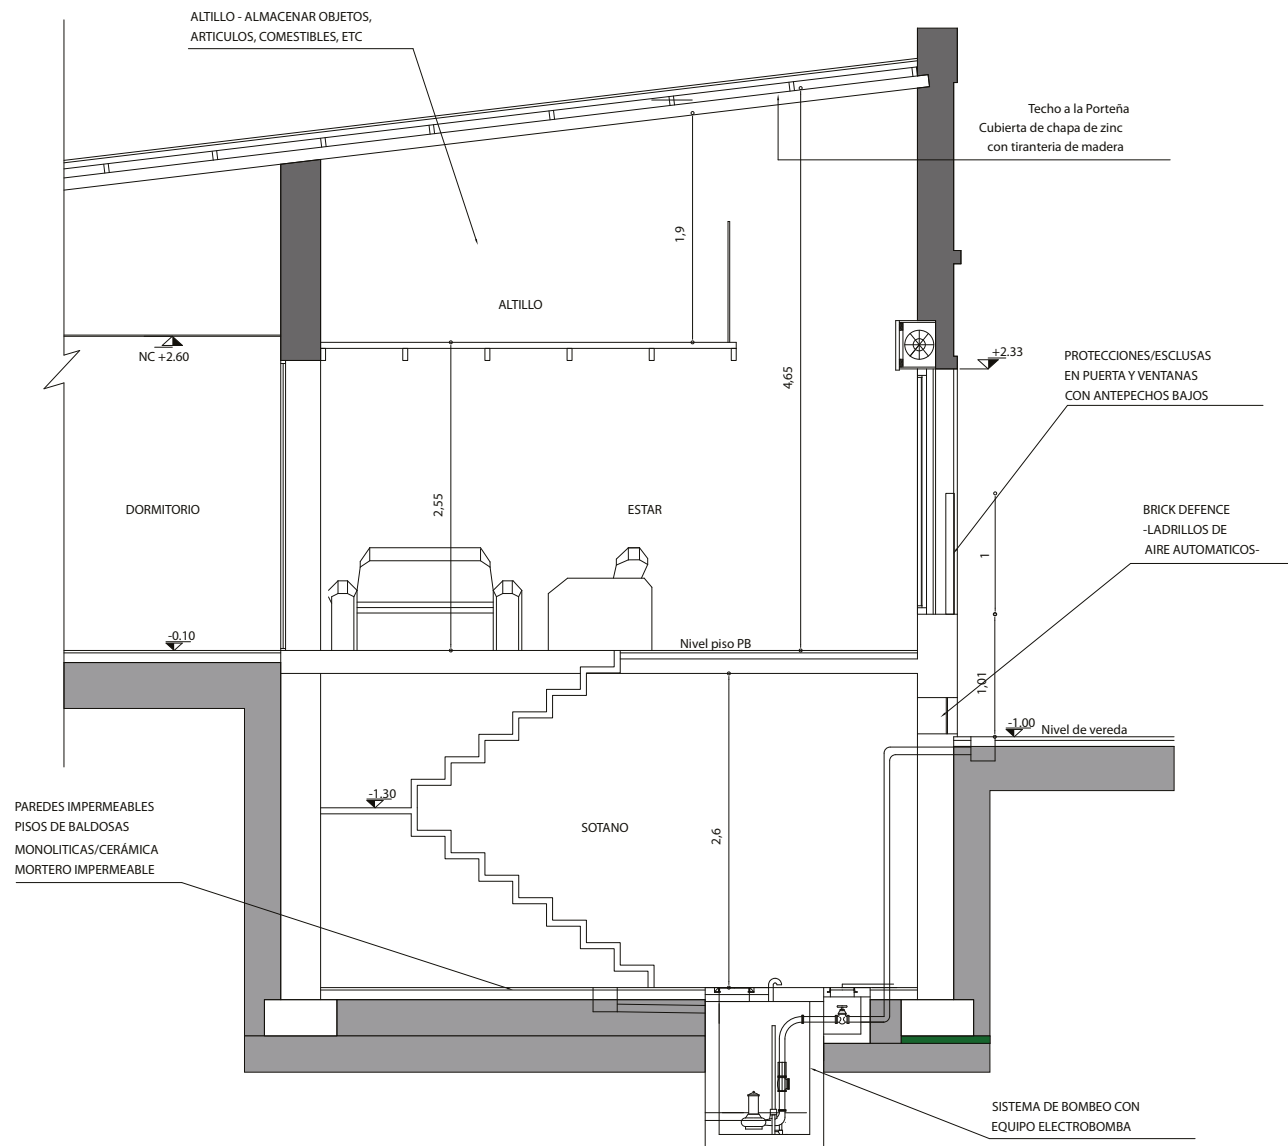 ALTILLO - ALMACENAR OBJETOS,
ARTICULOS, COMESTIBLES, ETC
Techo a la Porteña
Cubierta de chapa de zinc
con tiranteria de madera
1,9
ALTILLO
NC +2.60
+2.33
4,65
PROTECCIONES/ESCLUSAS
EN PUERTA Y VENTANAS
CON ANTEPECHOS BAJOS
DORMITORIO
2,55
ESTAR
BRICK DEFENCE
-LADRILLOS DE
AIRE AUTOMATICOS-
1
-0.10
Nivel piso PB
1,01
-1.00
Nivel de vereda
-1.30
PAREDES IMPERMEABLES
PISOS DE BALDOSAS
MONOLITICAS/CERÁMICA
MORTERO IMPERMEABLE
SOTANO
2,6
SISTEMA DE BOMBEO CON
EQUIPO ELECTROBOMBA